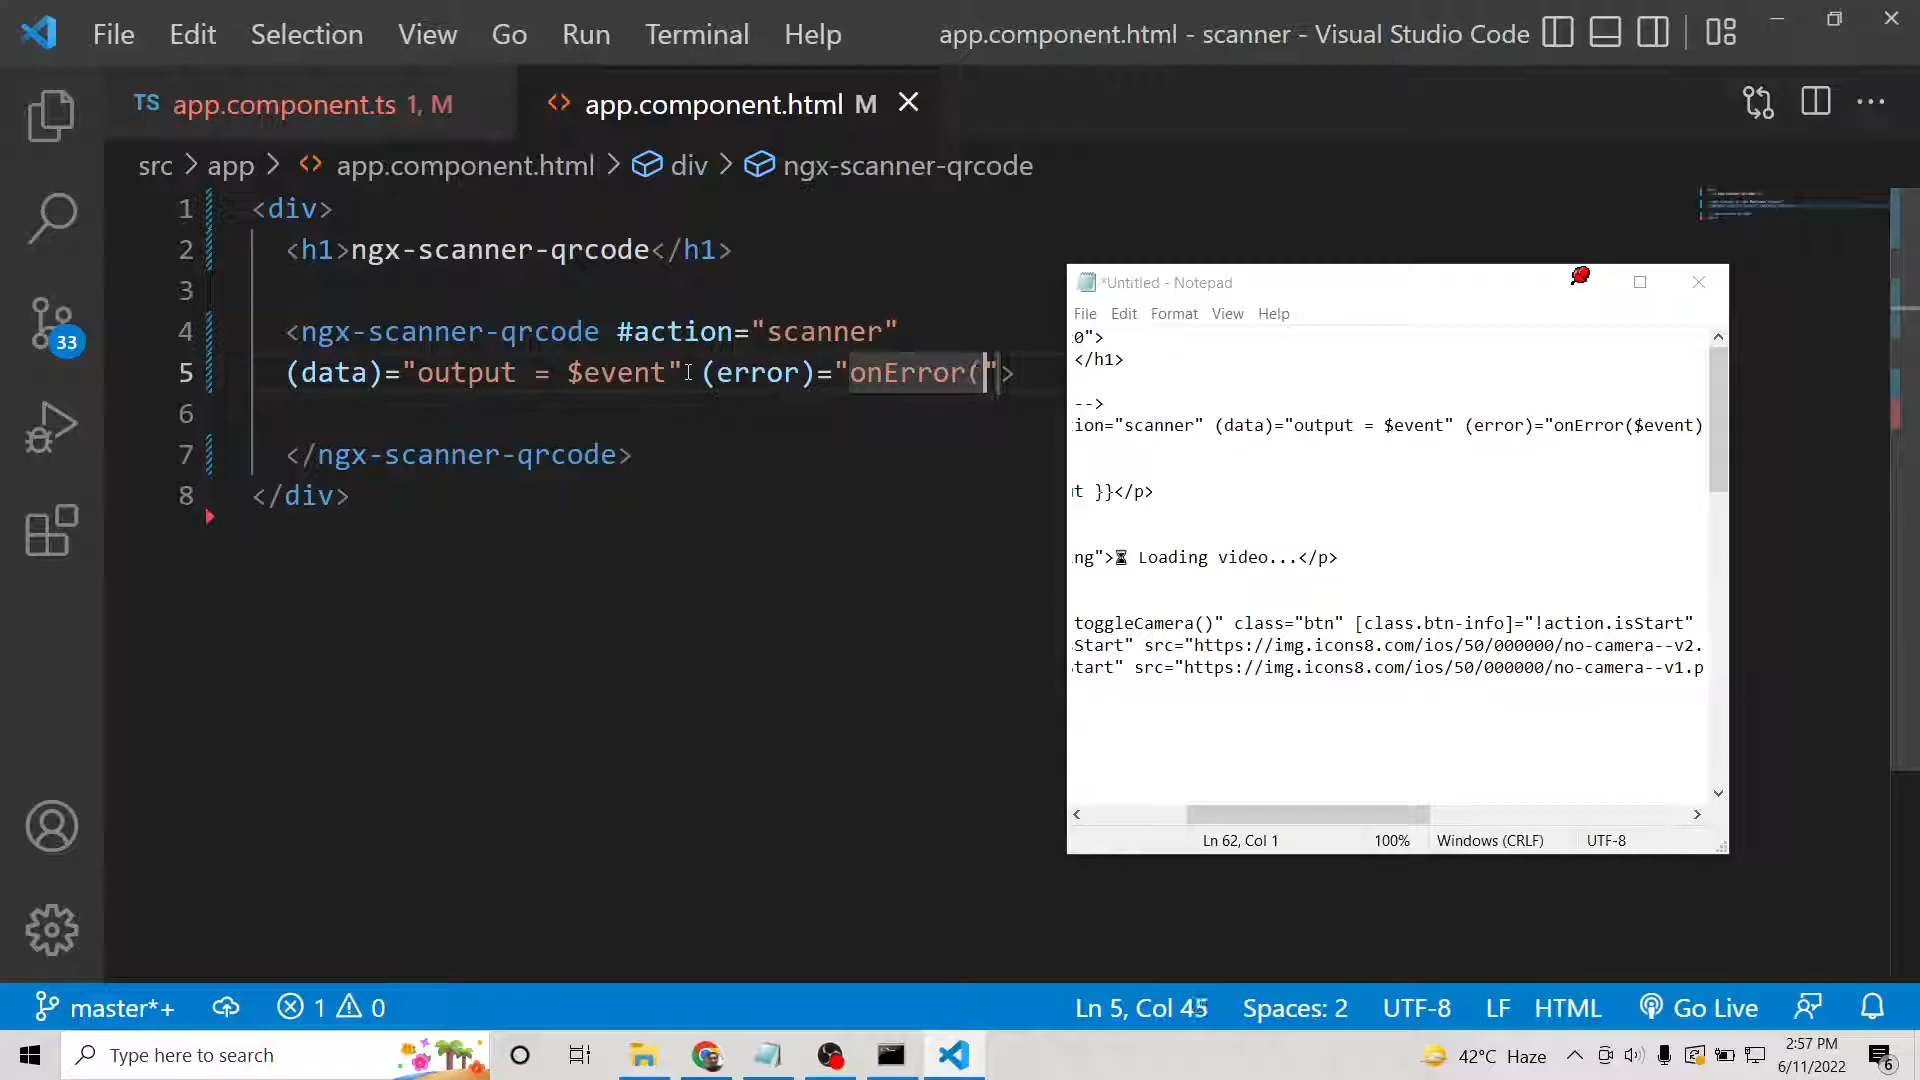 File Edit Selection View Go Run Terminal Help app.component.html - scanner - Visual Studio Code
TS app.component.ts 1, M app.component.html M
src app app.component.html div ngx-scanner-qrcode
1 <div>
2 <h1>ngx-scanner-qrcode</h1>
3
4 <ngx-scanner-qrcode #action="scanner"
5 (data)="output = $event" (error)="onError(">
6
7 </ngx-scanner-qrcode>
8 </div>
33
*Untitled - Notepad
File Edit Format View Help
0">
</h1>
-->
ion="scanner" (data)="output = $event" (error)="onError($event)
t }}</p>
ng">⌛ Loading video...</p>
toggleCamera()" class="btn" [class.btn-info]="!action.isStart"
Start" src="https://img.icons8.com/ios/50/000000/no-camera--v2.
tart" src="https://img.icons8.com/ios/50/000000/no-camera--v1.p
Ln 62, Col 1 100% Windows (CRLF) UTF-8
master*+ 1 0 Ln 5, Col 45 Spaces: 2 UTF-8 LF HTML Go Live
Type here to search 42°C Haze 2:57 PM
6/11/2022 6